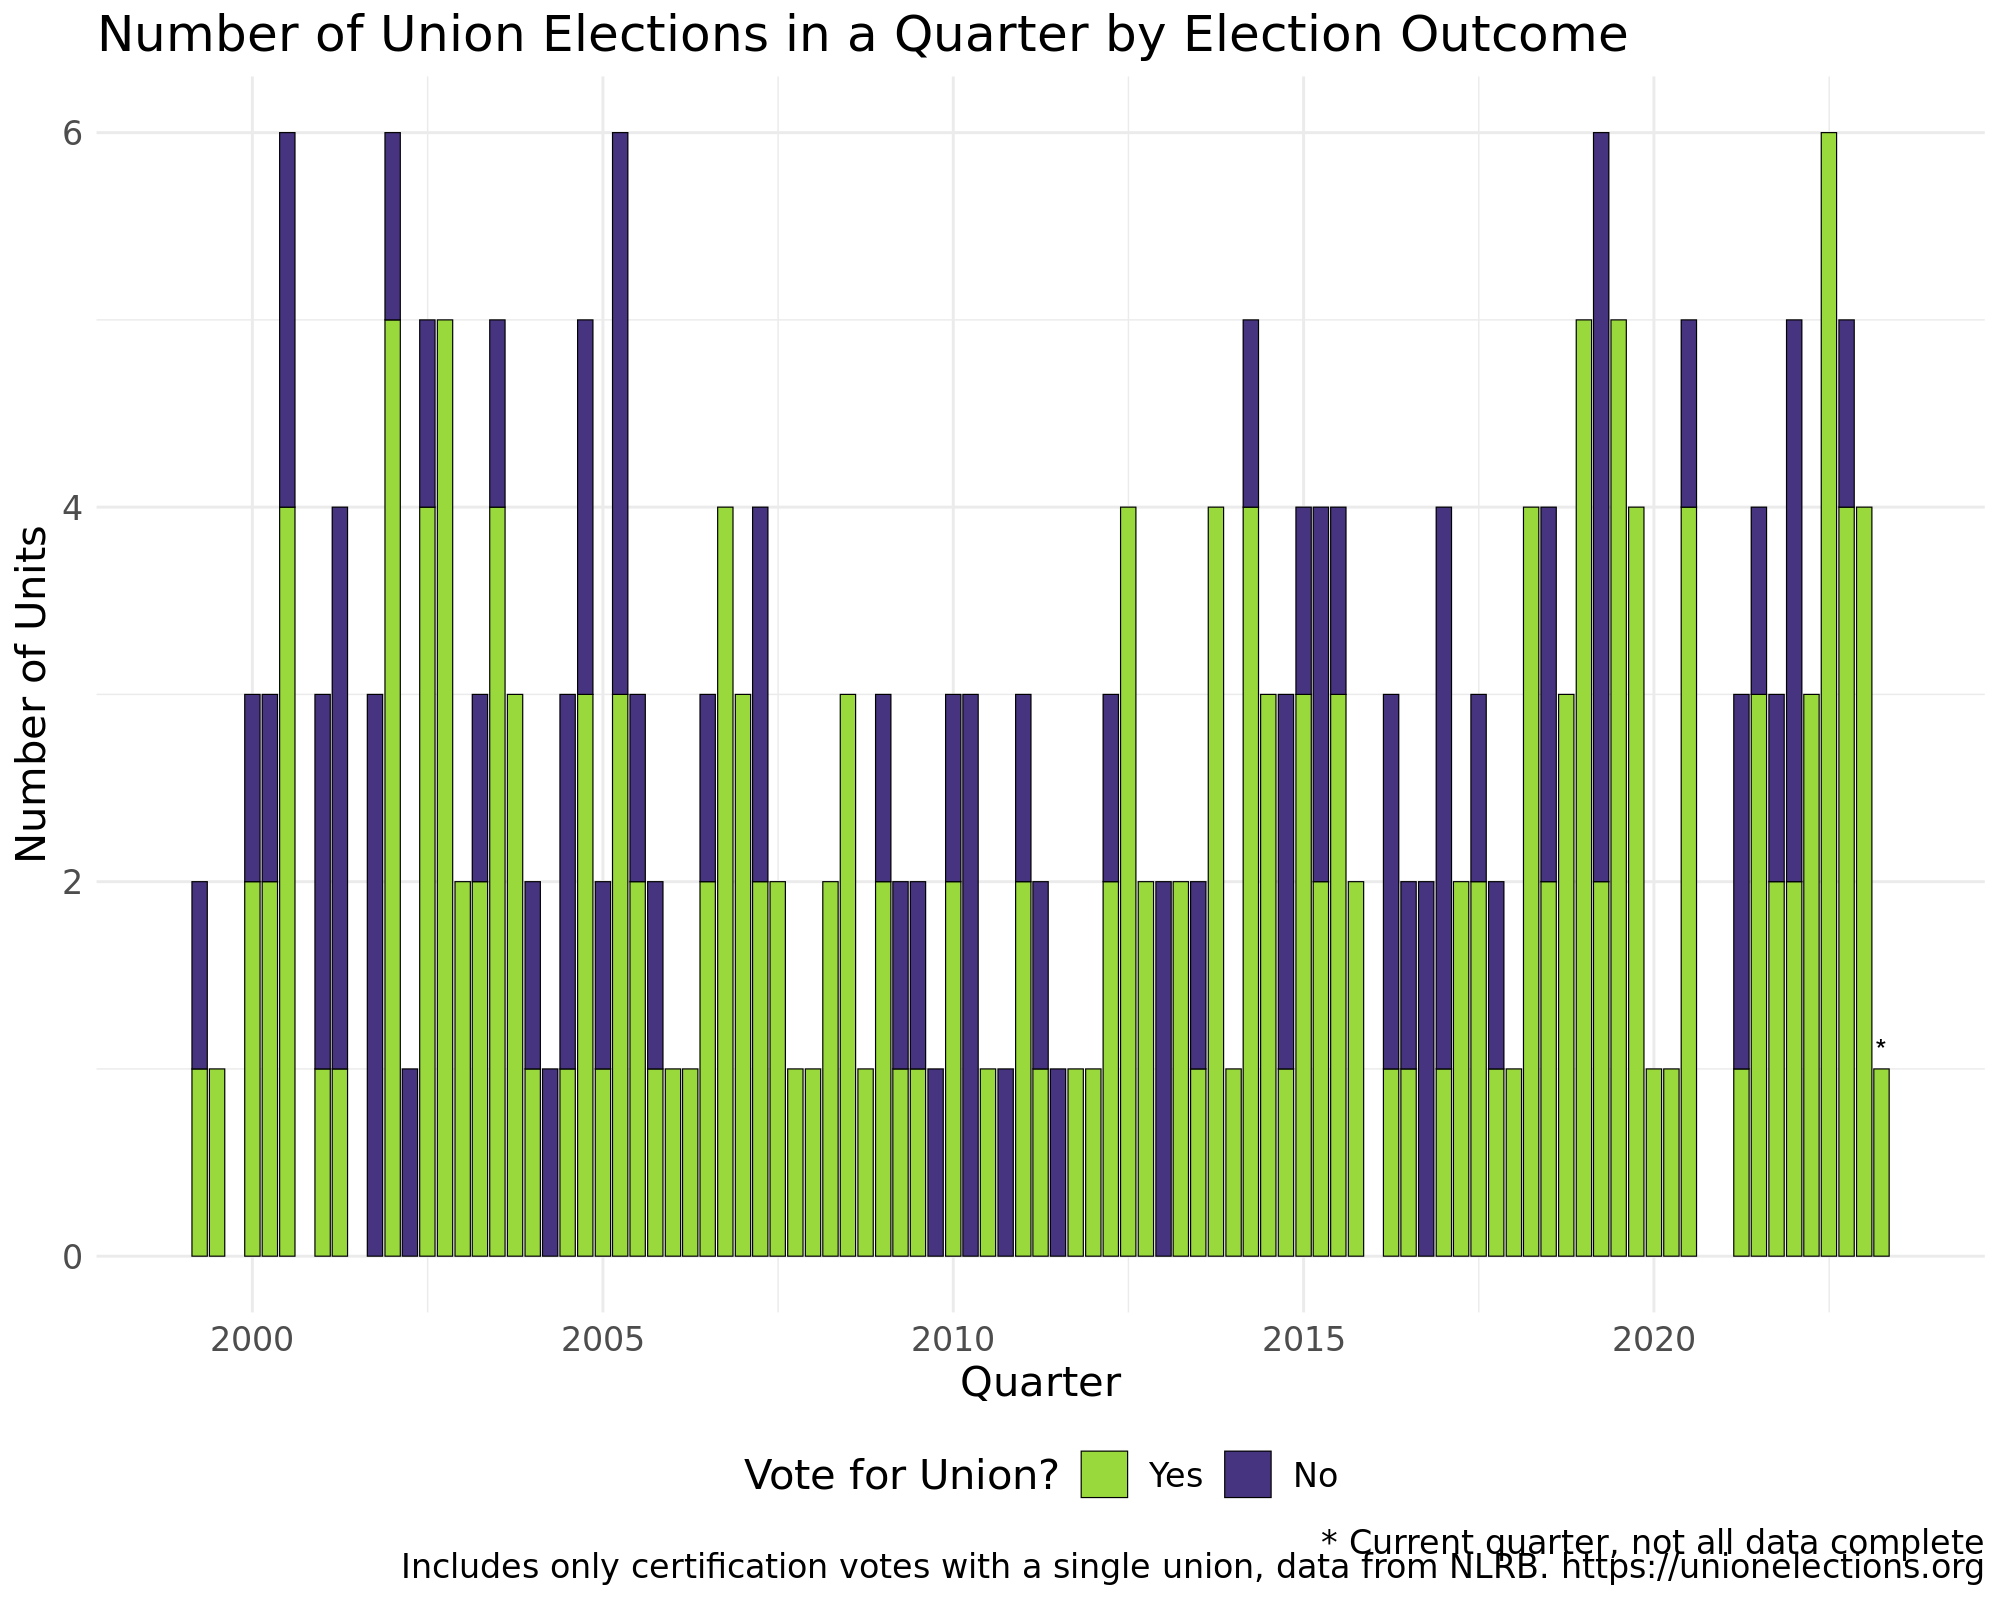 Number of Union Elections in a Quarter by Election Outcome
Number of Units
6
4
2
0
*
2000 2005 2010 2015 2020
Quarter
Vote for Union? Yes No
* Current quarter, not all data complete
Includes only certification votes with a single union, data from NLRB. https://unionelections.org